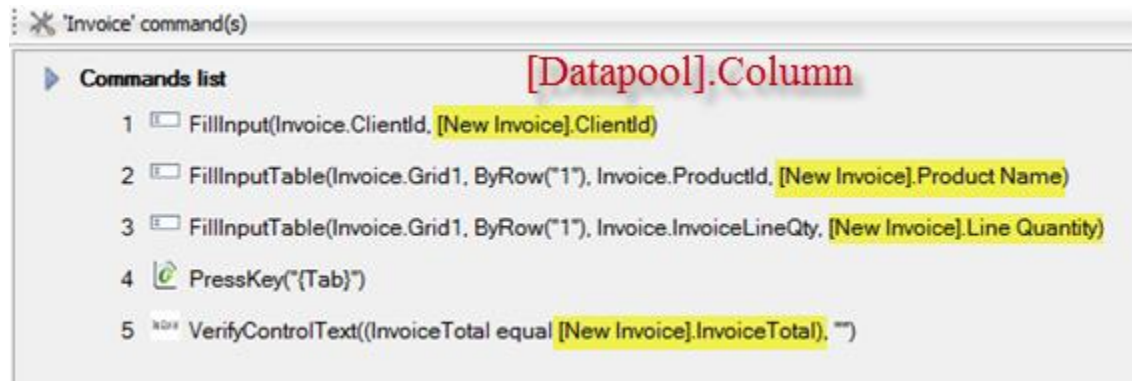 'Invoice' command(s)
Commands list
[Datapool].Column
1 FillInput(Invoice.ClientId, [New Invoice].ClientId)
2 FillInputTable(Invoice.Grid1, ByRow("1"), Invoice.ProductId, [New Invoice].Product Name)
3 FillInputTable(Invoice.Grid1, ByRow("1"), Invoice.InvoiceLineQty, [New Invoice].Line Quantity)
4 PressKey("{Tab}")
5 VerifyControlText((InvoiceTotal equal [New Invoice].InvoiceTotal), "")